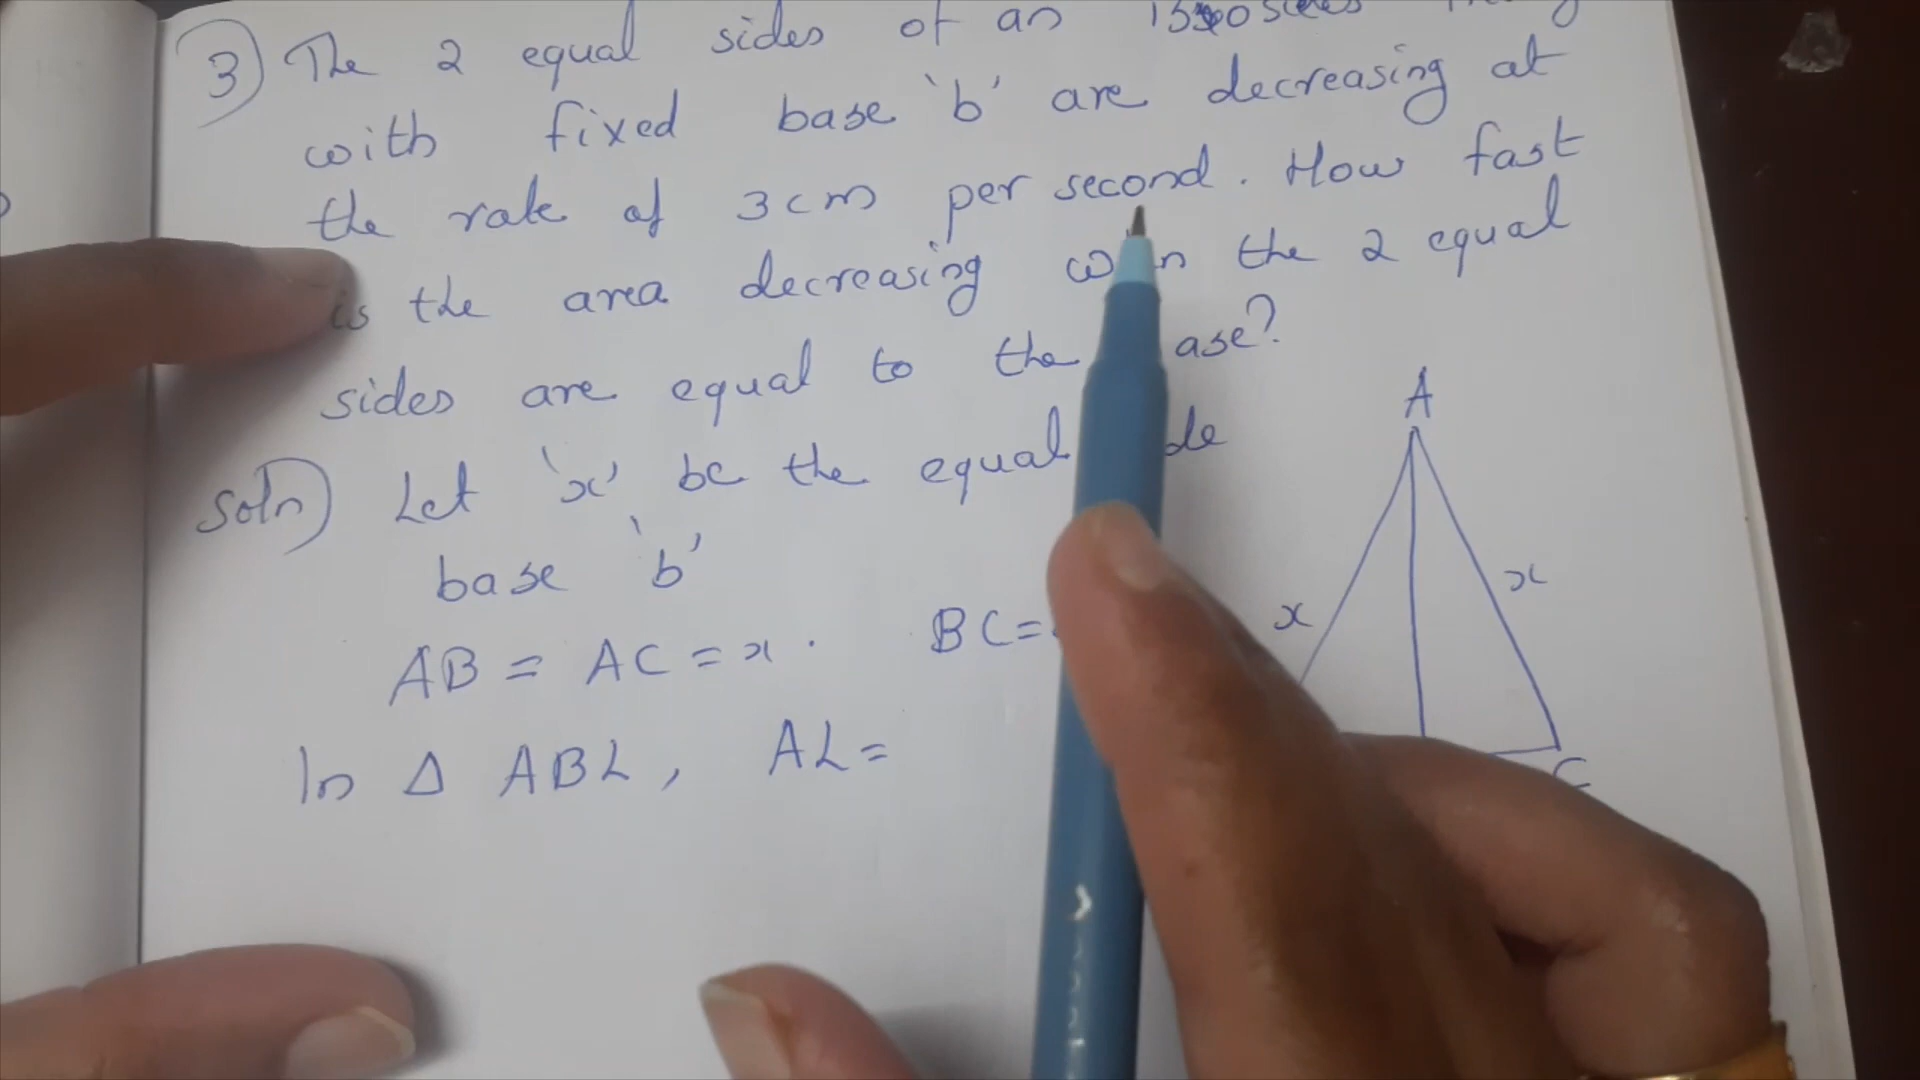 3) The 2 equal sides of an
with fixed base 'b' are decreasing at
the rate of 3cm per second. How fast
is the area decreasing the 2 equal
sides are equal to the
Soln) Let 'x' be the equal
base 'b'
AB = AC = x. BC=
In Δ ABL, AL=
A
x
x
C